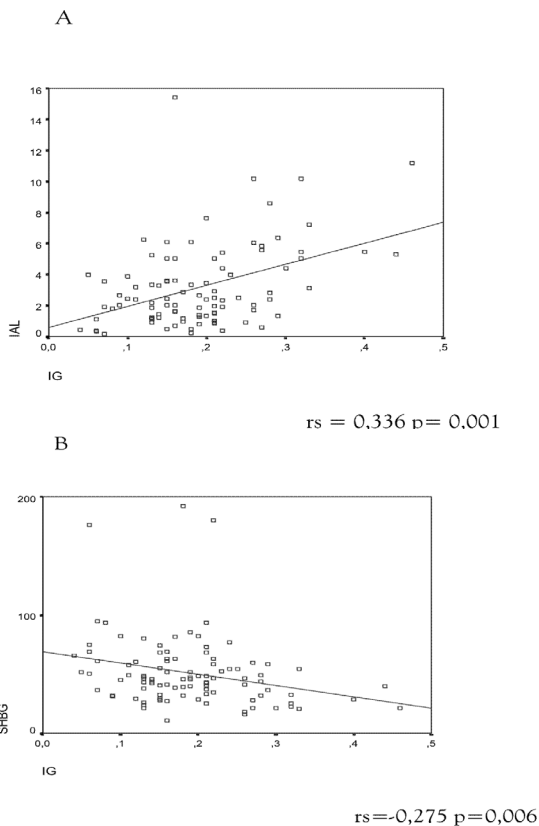 A
16
14
12
10
8
6
4
2
0
IAL
0,0 ,1 ,2 ,3 ,4 ,5
IG
rs = 0,336 p= 0,001
B
200
100
0
SHBG
0,0 ,1 ,2 ,3 ,4 ,5
IG
rs=-0,275 p=0,006